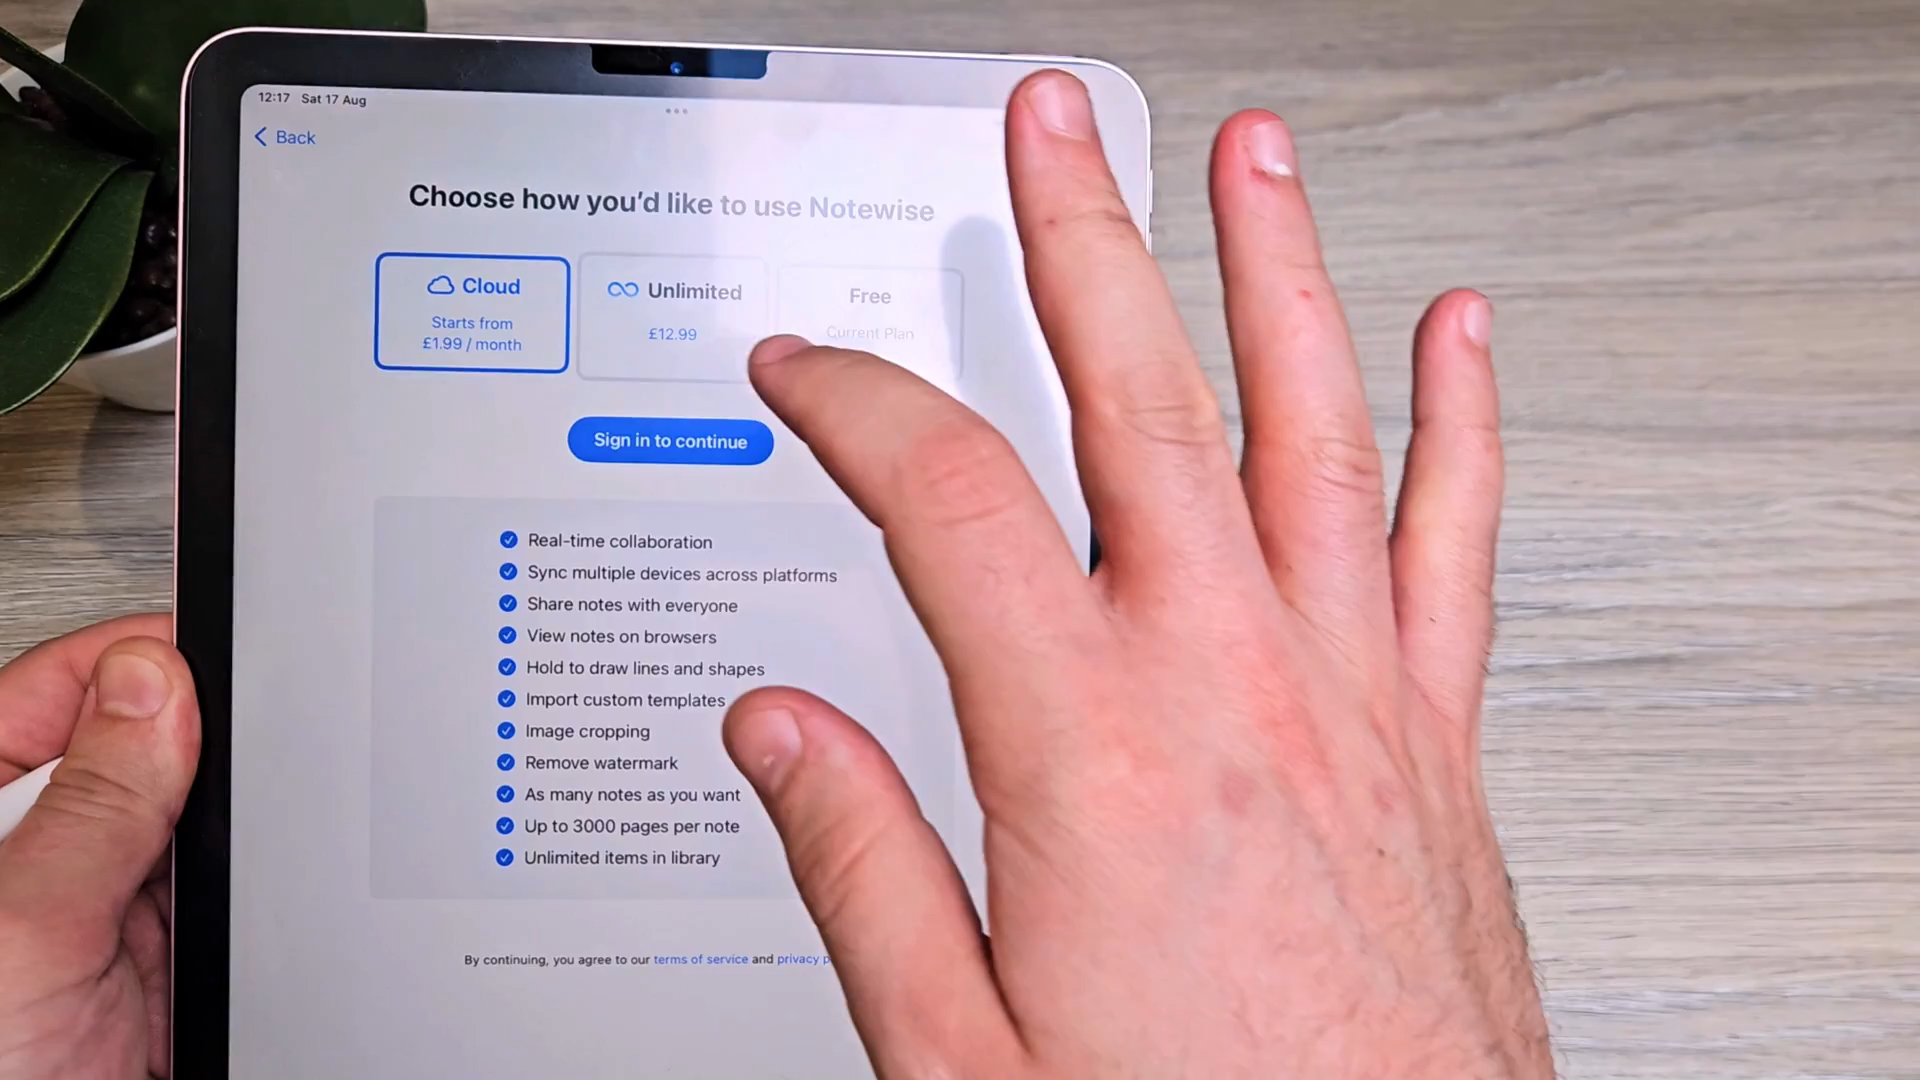 12:17 Sat 17 Aug
Back
Choose how you'd like to use Notewise
Cloud
Starts from
£1.99 / month
Unlimited
£12.99
Free
Current Plan
Sign in to continue
Real-time collaboration
Sync multiple devices across platforms
Share notes with everyone
View notes on browsers
Hold to draw lines and shapes
Import custom templates
Image cropping
Remove watermark
As many notes as you want
Up to 3000 pages per note
Unlimited items in library
By continuing, you agree to our terms of service and privacy